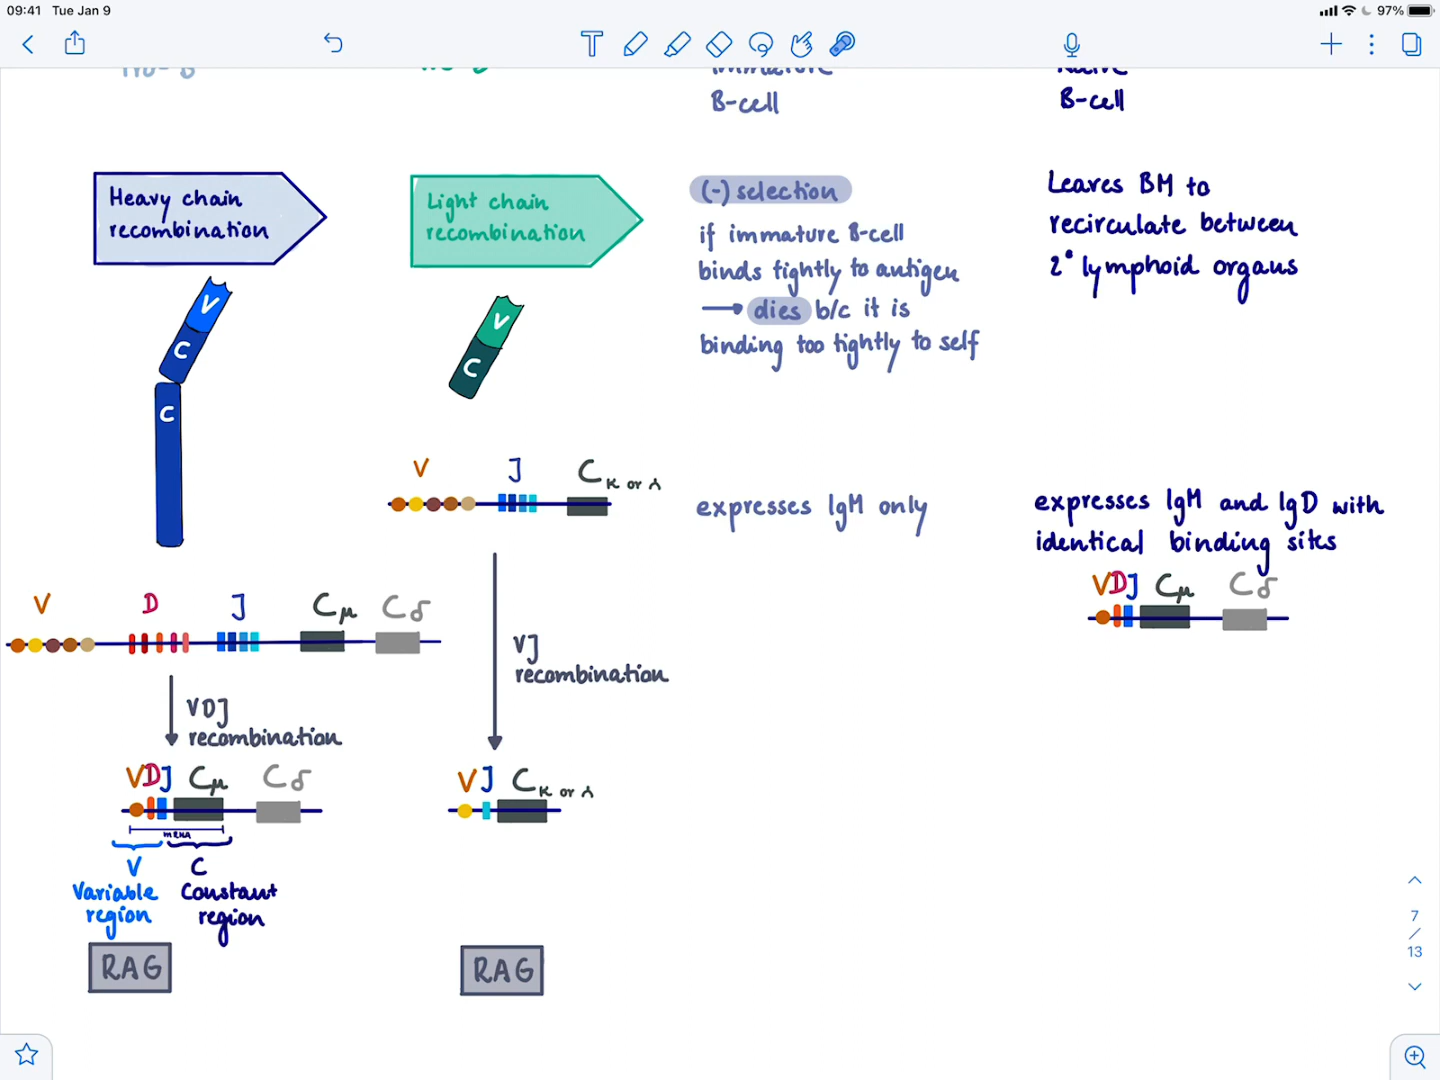 09:41 Tue Jan 9
97%
Pro-B
Immature
B-cell
Naive
B-cell
Heavy chain
recombination
Light chain
recombination
(-) selection
if immature B-cell
binds tightly to antigen
→ dies b/c it is
binding too tightly to self
Leaves BM to
recirculate between
2° lymphoid organs
V
C
C
V
C
V J C κ or λ
expresses IgM only
expresses IgM and IgD with
identical binding sites
VDJ Cμ Cδ
V D J Cμ Cδ
VDJ
recombination
VJ
recombination
VDJ Cμ Cδ
mRNA
V C
Variable
region
Constant
region
VJ C κ or λ
RAG
RAG
7
/
13